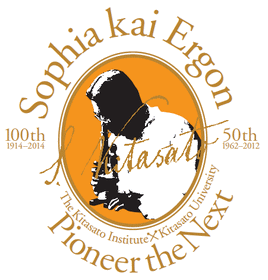 Sophia kai Ergon
100th
1914–2014
50th
1962–2012
S. Kitasato
The Kitasato Institute×Kitasato University
Pioneer the Next